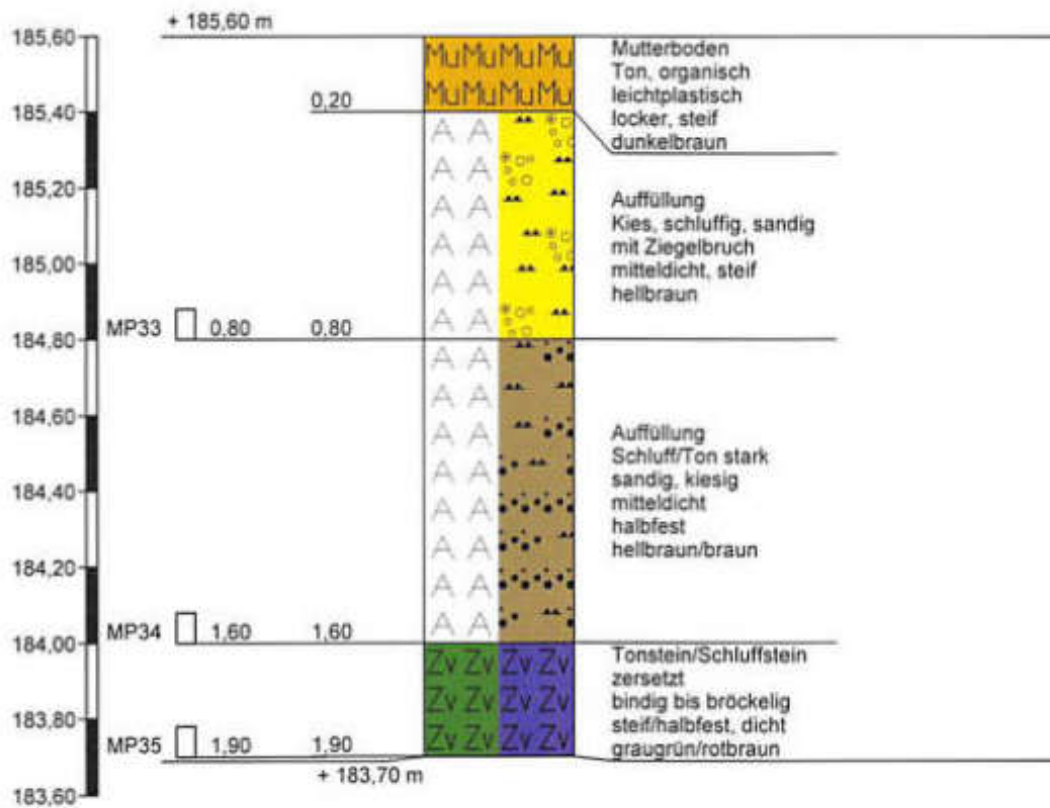 + 185,60 m
185,60
MuMuMuMu
MuMuMuMu
Mutterboden
Ton, organisch
leichtplastisch
locker, steif
dunkelbraun
0,20
185,40
A A
A A
185,20
A A
A A
185,00
A A
A A
Auffüllung
Kies, schluffig, sandig
mit Ziegelbruch
mitteldicht, steif
hellbraun
MP33 0,80 0,80
184,80
A A
A A
184,60
A A
A A
184,40
A A
A A
184,20
A A
A A
Auffüllung
Schluff/Ton stark
sandig, kiesig
mitteldicht
halbfest
hellbraun/braun
MP34 1,60 1,60
184,00
Zv Zv Zv Zv
Zv Zv Zv Zv
Zv Zv Zv Zv
Tonstein/Schluffstein
zersetzt
bindig bis bröckelig
steif/halbfest, dicht
graugrün/rotbraun
183,80
MP35 1,90 1,90
+ 183,70 m
183,60